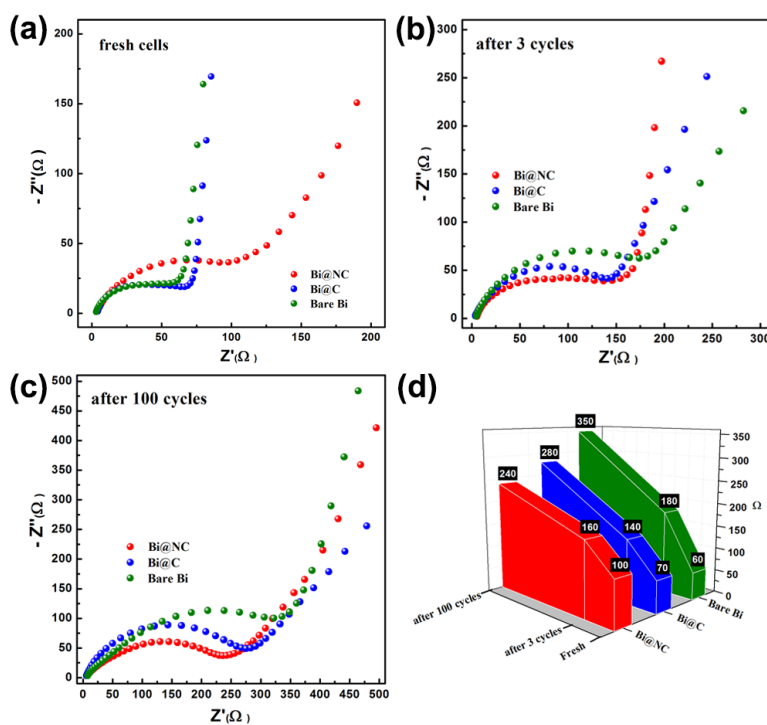 (a)
fresh cells
200
150
100
50
0
- Z''(Ω)
Bi@NC
Bi@C
Bare Bi
0 50 100 150 200
Z'(Ω)
(b)
after 3 cycles
300
250
200
150
100
50
0
- Z''(Ω)
Bi@NC
Bi@C
Bare Bi
0 50 100 150 200 250 300
Z'(Ω)
(c)
after 100 cycles
500
450
400
350
300
250
200
150
100
50
0
- Z''(Ω)
Bi@NC
Bi@C
Bare Bi
0 50 100 150 200 250 300 350 400 450 500
Z'(Ω)
(d)
350
280
240
180
140
160
60
70
100
350
300
250
200
150
100
50
0
Ω
after 100 cycles
after 3 cycles
Fresh
Bi@NC
Bi@C
Bare Bi